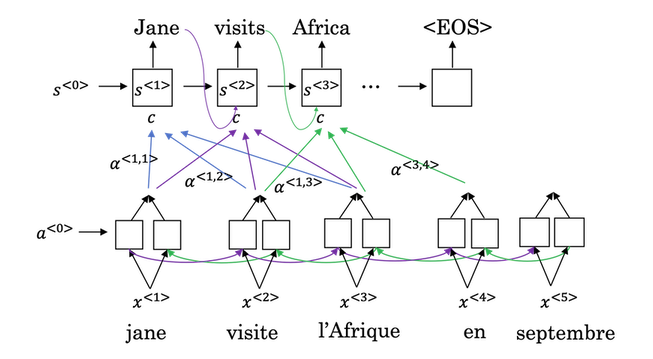 Jane visits Africa <EOS>
s<0> s<1> s<2> s<3> ...
c c c
α<1,1> α<1,2> α<1,3> α<3,4>
a<0>
x<1> x<2> x<3> x<4> x<5>
jane visite l'Afrique en septembre